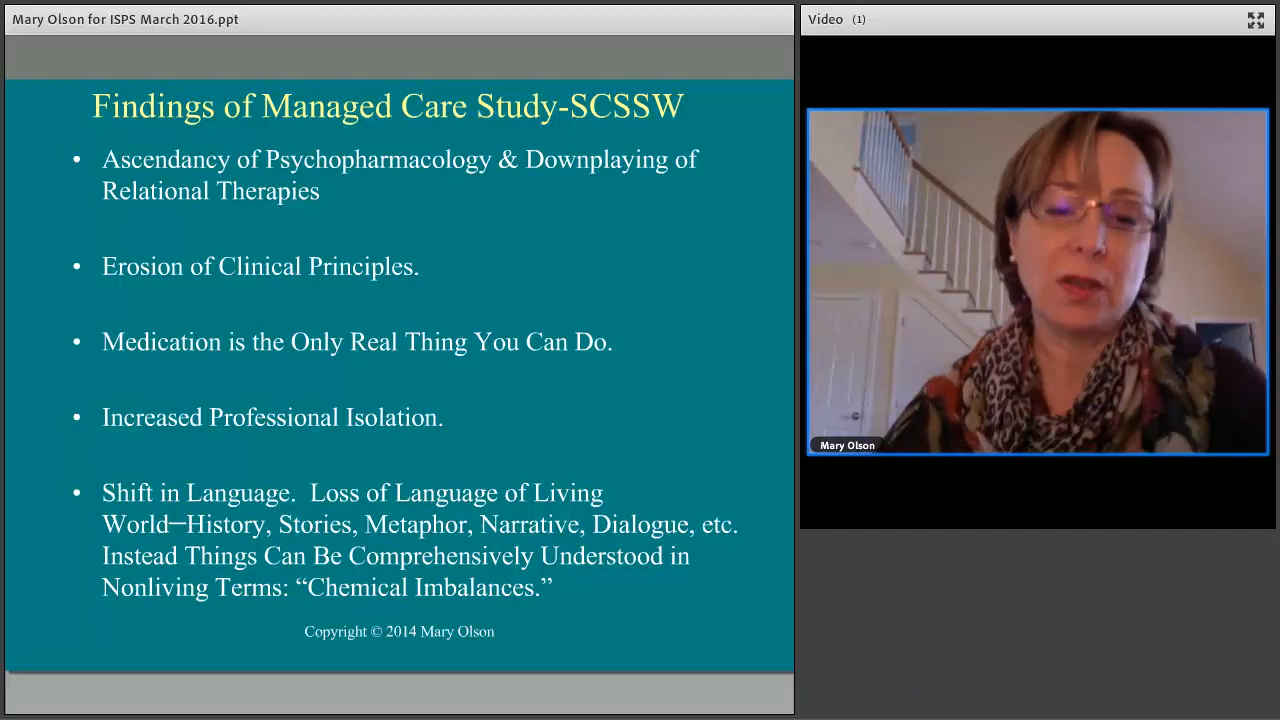 Mary Olson for ISPS March 2016.ppt
Video (1)
Findings of Managed Care Study-SCSSW
• Ascendancy of Psychopharmacology & Downplaying of
Relational Therapies
• Erosion of Clinical Principles.
• Medication is the Only Real Thing You Can Do.
• Increased Professional Isolation.
• Shift in Language.  Loss of Language of Living
World—History, Stories, Metaphor, Narrative, Dialogue, etc.
Instead Things Can Be Comprehensively Understood in
Nonliving Terms: “Chemical Imbalances.”
Copyright © 2014 Mary Olson
Mary Olson